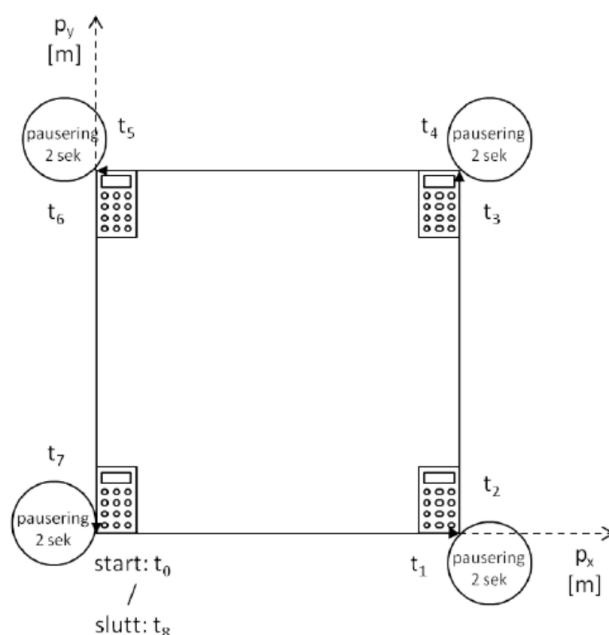 p_y
[m]
pausering
2 sek
t_5
t_4
pausering
2 sek
t_6
t_3
t_7
t_2
pausering
2 sek
start: t_0
/
slutt: t_8
t_1
pausering
2 sek
p_x
[m]